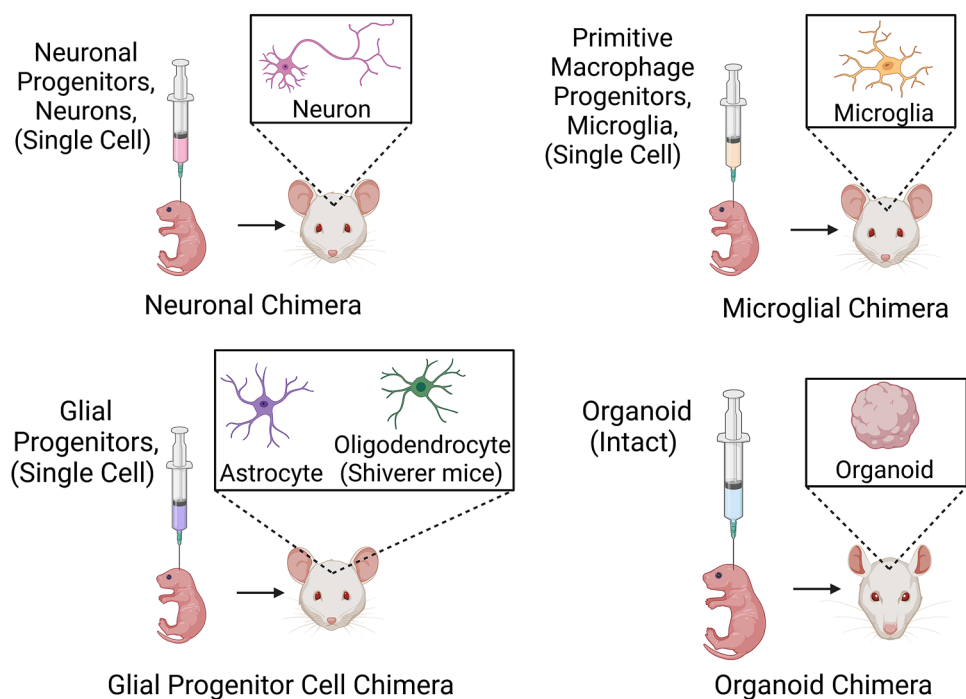 Neuronal
Progenitors,
Neurons,
(Single Cell)
Neuron
Neuronal Chimera
Primitive
Macrophage
Progenitors,
Microglia,
(Single Cell)
Microglia
Microglial Chimera
Glial
Progenitors,
(Single Cell)
Astrocyte
Oligodendrocyte
(Shiverer mice)
Glial Progenitor Cell Chimera
Organoid
(Intact)
Organoid
Organoid Chimera